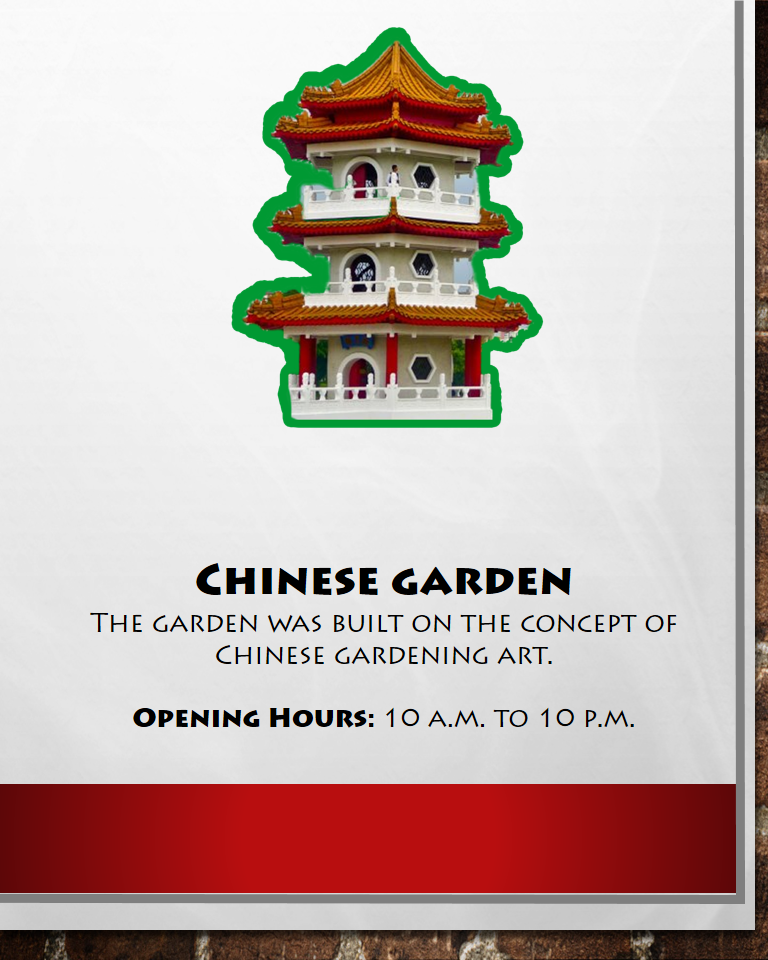 Chinese garden
The garden was built on the concept of
Chinese gardening art.
Opening Hours: 10 a.m. to 10 p.m.